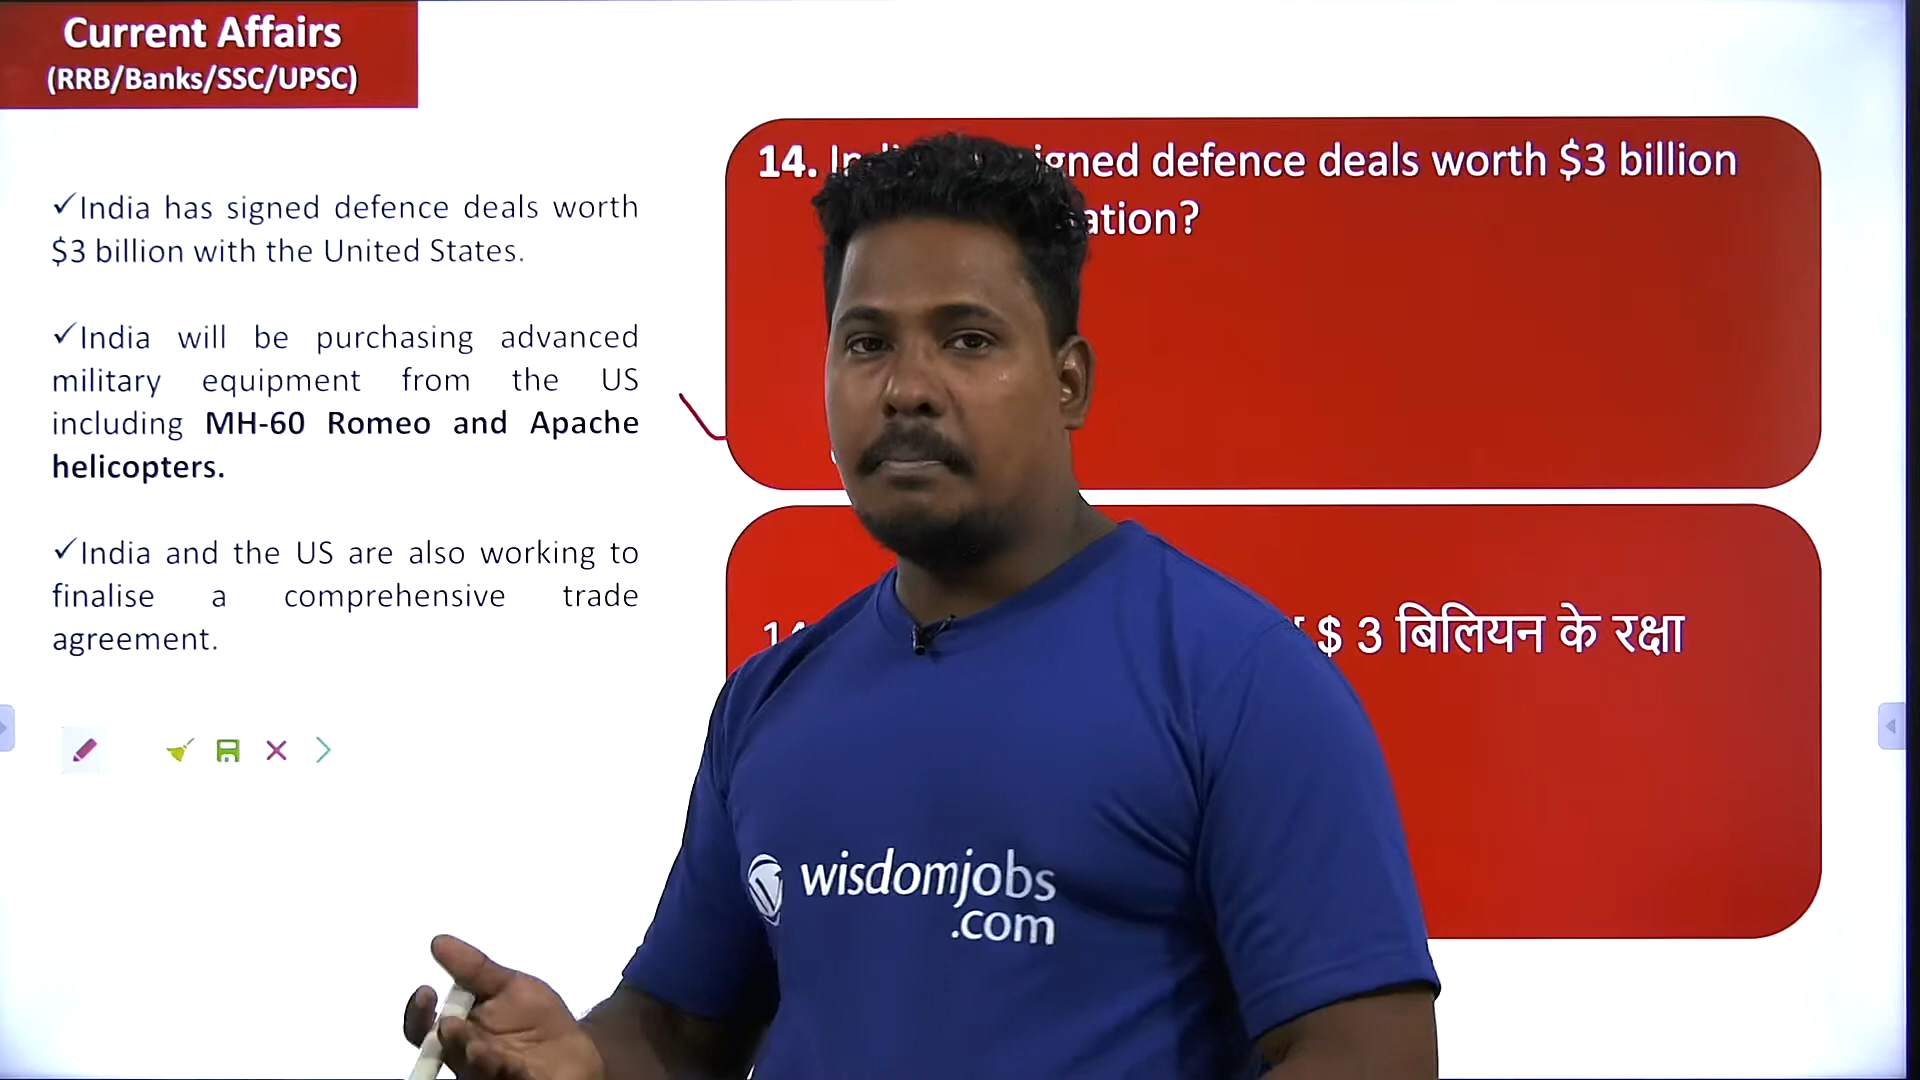 Current Affairs
(RRB/Banks/SSC/UPSC)
✓India has signed defence deals worth
$3 billion with the United States.
✓India will be purchasing advanced
military equipment from the US
including MH-60 Romeo and Apache
helicopters.
✓India and the US are also working to
finalise a comprehensive trade
agreement.
14. defence deals worth $3 billion
$ 3 बिलियन के रक्षा
wisdomjobs
.com